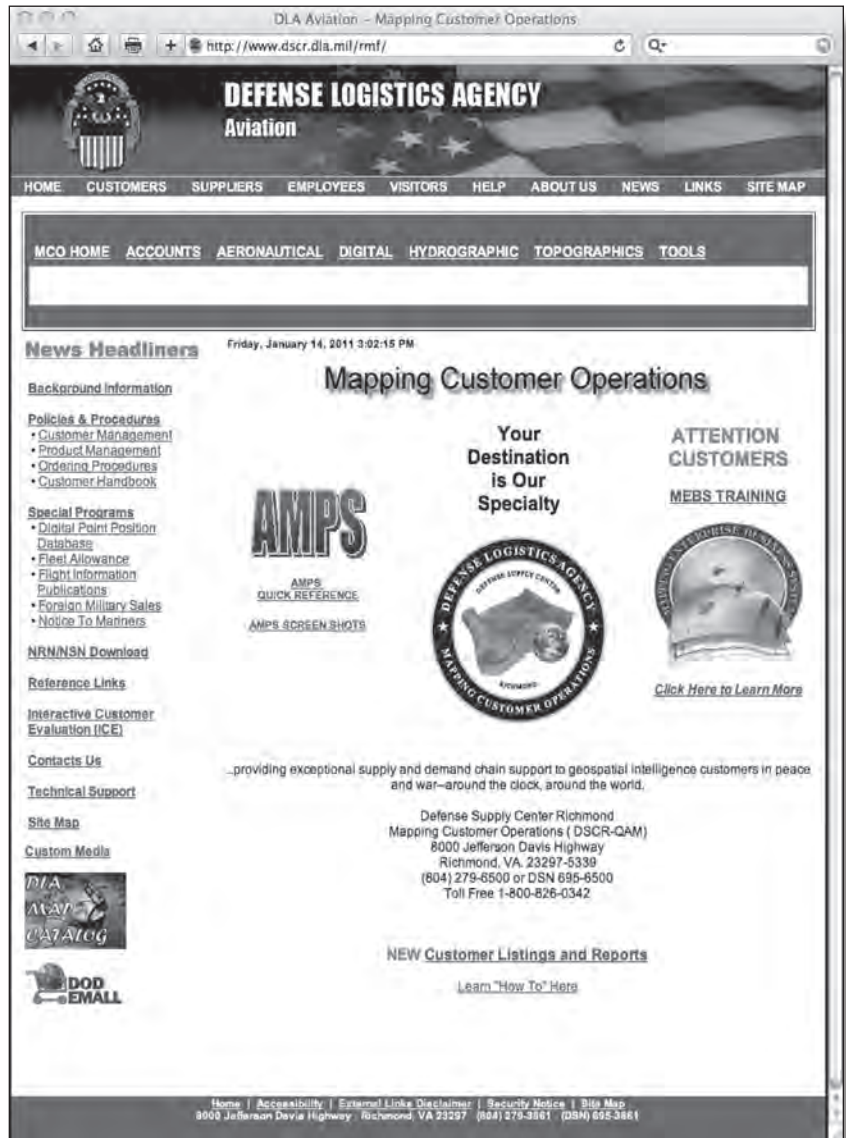 DLA Aviation – Mapping Customer Operations
http://www.dscr.dla.mil/rmf/
DEFENSE LOGISTICS AGENCY
Aviation
HOME CUSTOMERS SUPPLIERS EMPLOYEES VISITORS HELP ABOUT US NEWS LINKS SITE MAP
MCO HOME ACCOUNTS AERONAUTICAL DIGITAL HYDROGRAPHIC TOPOGRAPHICS TOOLS
News Headliners
Background Information
Policies & Procedures
• Customer Management
• Product Management
• Ordering Procedures
• Customer Handbook
Special Programs
• Digital Point Position
Database
• Fleet Allowance
• Flight Information
Publications
• Foreign Military Sales
• Notice To Mariners
NRN/NSN Download
Reference Links
Interactive Customer
Evaluation (ICE)
Contacts Us
Technical Support
Site Map
Custom Media
DLA
MAP
CATALOG
DOD
EMALL
Friday, January 14, 2011 3:02:15 PM
Mapping Customer Operations
AMPS
AMPS
QUICK REFERENCE
AMPS SCREEN SHOTS
Your
Destination
is Our
Specialty
DEFENSE LOGISTICS AGENCY
DEFENSE SUPPLY CENTER
RICHMOND
MAPPING CUSTOMER OPERATIONS
ATTENTION
CUSTOMERS
MEBS TRAINING
MAPPING ENTERPRISE BUSINESS SYSTEM
Click Here to Learn More
...providing exceptional supply and demand chain support to geospatial intelligence customers in peace
and war--around the clock, around the world.
Defense Supply Center Richmond
Mapping Customer Operations ( DSCR-QAM)
8000 Jefferson Davis Highway
Richmond, VA. 23297-5339
(804) 279-6500 or DSN 695-6500
Toll Free 1-800-826-0342
NEW Customer Listings and Reports
Learn "How To" Here
Home | Accessibility | External Links Disclaimer | Security Notice | Site Map
8000 Jefferson Davis Highway Richmond, VA 23297 (804) 279-3861 (DSN) 695-3861